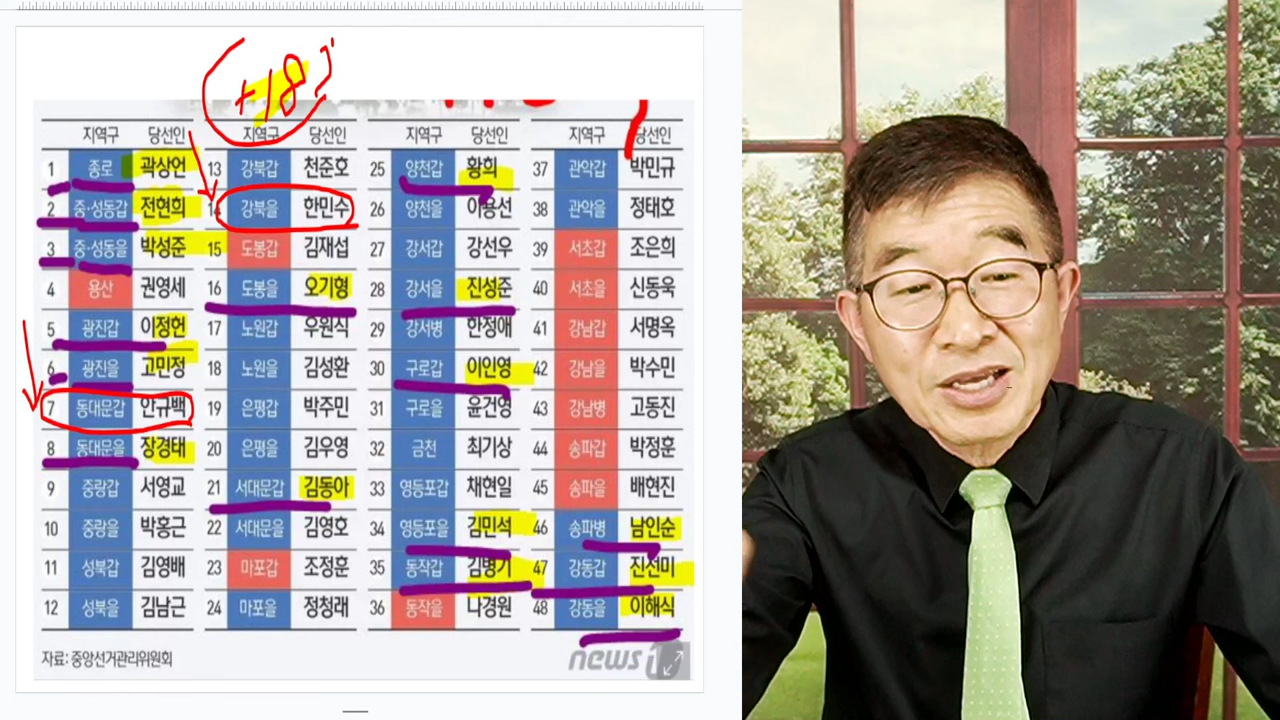 +18
지역구 당선인 지역구 당선인 지역구 당선인 지역구 당선인
1 종로 곽상언 13 강북갑 천준호 25 양천갑 황희 37 관악갑 박민규
2 중·성동갑 전현희 14 강북을 한민수 26 양천을 이용선 38 관악을 정태호
3 중·성동을 박성준 15 도봉갑 김재섭 27 강서갑 강선우 39 서초갑 조은희
4 용산 권영세 16 도봉을 오기형 28 강서을 진성준 40 서초을 신동욱
5 광진갑 이정헌 17 노원갑 우원식 29 강서병 한정애 41 강남갑 서명옥
6 광진을 고민정 18 노원을 김성환 30 구로갑 이인영 42 강남을 박수민
7 동대문갑 안규백 19 은평갑 박주민 31 구로을 윤건영 43 강남병 고동진
8 동대문을 장경태 20 은평을 김우영 32 금천 최기상 44 송파갑 박정훈
9 중랑갑 서영교 21 서대문갑 김동아 33 영등포갑 채현일 45 송파을 배현진
10 중랑을 박홍근 22 서대문을 김영호 34 영등포을 김민석 46 송파병 남인순
11 성북갑 김영배 23 마포갑 조정훈 35 동작갑 김병기 47 강동갑 진선미
12 성북을 김남근 24 마포을 정청래 36 동작을 나경원 48 강동을 이해식
자료: 중앙선거관리위원회
news1